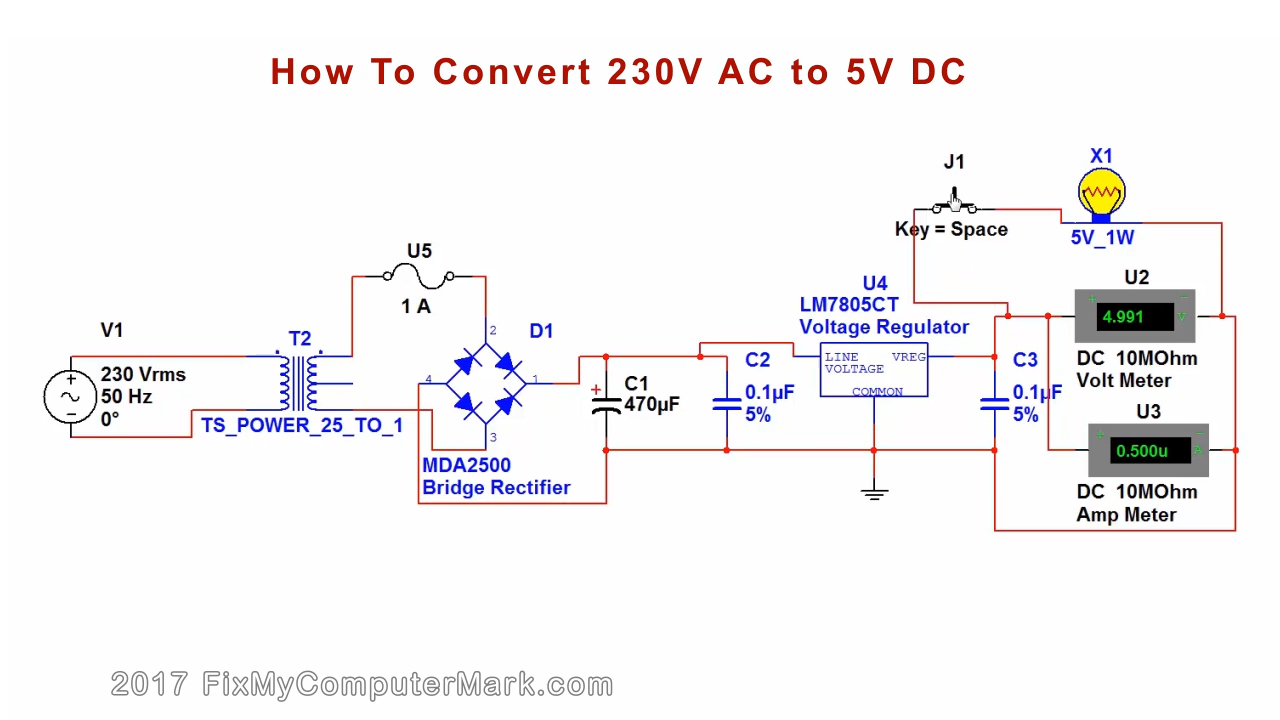 How To Convert 230V AC to 5V DC
J1
X1
Key = Space
5V_1W
U5
1 A
U4
LM7805CT
Voltage Regulator
LINE VREG
VOLTAGE
COMMON
U2
+ -
4.991 V
DC 10MOhm
Volt Meter
U3
+ -
0.500u A
DC 10MOhm
Amp Meter
V1
230 Vrms
50 Hz
0°
T2
TS_POWER_25_TO_1
D1
2
4
1
3
MDA2500
Bridge Rectifier
+
C1
470µF
C2
0.1µF
5%
C3
0.1µF
5%
2017 FixMyComputerMark.com